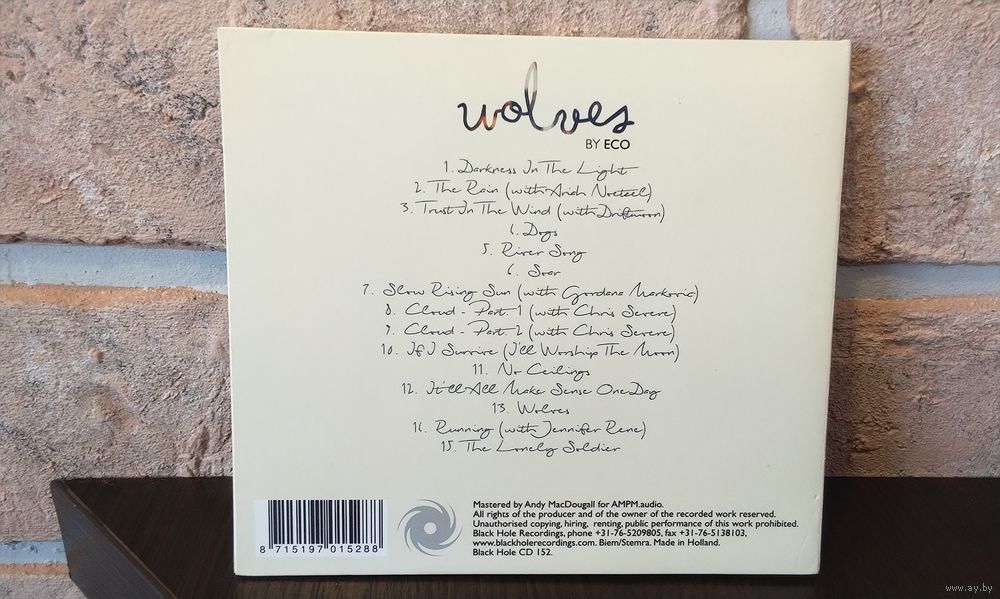 wolves
BY ECO
1. Darkness In The Light
2. The Rain (with Ariah Noetzel)
3. Trust In The Wind (with Driftmoon)
4. Dogs
5. River Song
6. Soar
7. Slow Rising Sun (with Gordana Markovic)
8. Cloud - Part. 1 (with Chris Severe)
9. Cloud - Part. 2 (with Chris Severe)
10. If I Survive (I'll Worship The Moon)
11. No Ceilings
12. It'll All Make Sense One Day
13. Wolves
14. Running (with Jennifer Rene)
15. The Lonely Soldier
8 715197 015288
Mastered by Andy MacDougall for AMPM.audio.
All rights of the producer and of the owner of the recorded work reserved.
Unauthorised copying, hiring, renting, public performance of this work prohibited.
Black Hole Recordings, phone +31-76-5209805, fax +31-76-5138103,
www.blackholerecordings.com. Biem/Stemra. Made in Holland.
Black Hole CD 152.
www.ay.by